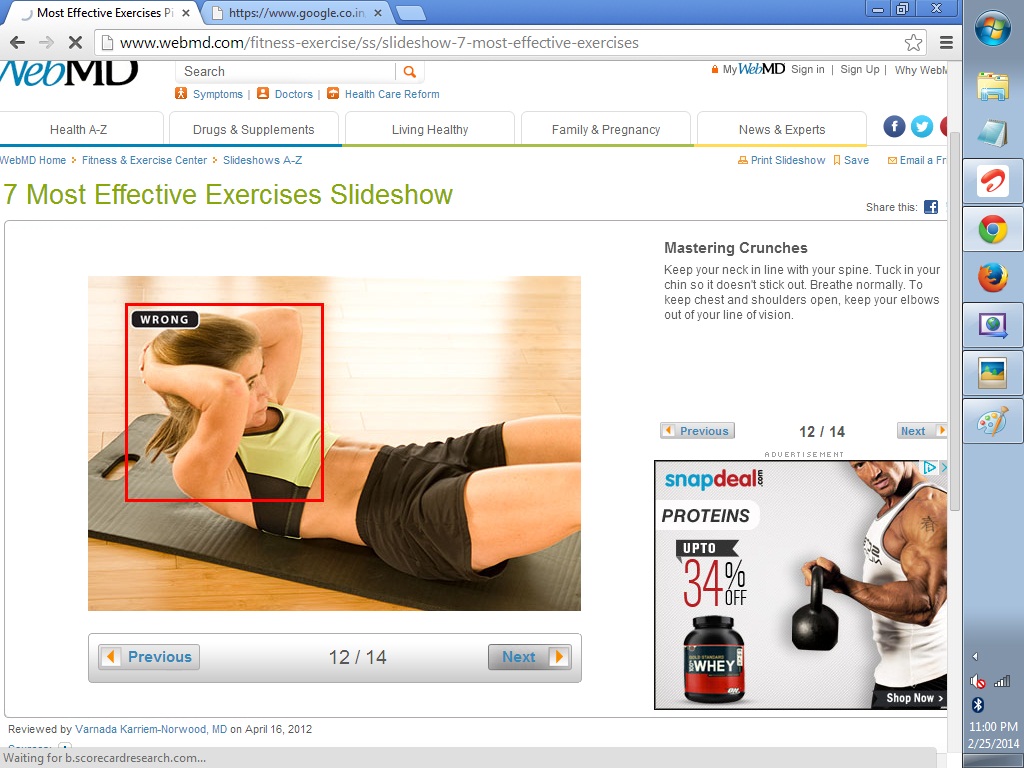 Most Effective Exercises Pi
https://www.google.co.in
www.webmd.com/fitness-exercise/ss/slideshow-7-most-effective-exercises
WebMD
Search
My WebMD Sign in | Sign Up | Why WebM
Symptoms | Doctors | Health Care Reform
Health A-Z
Drugs & Supplements
Living Healthy
Family & Pregnancy
News & Experts
WebMD Home Fitness & Exercise Center Slideshows A-Z
Print Slideshow Save Email a Fr
7 Most Effective Exercises Slideshow
Share this:
WRONG
Mastering Crunches
Keep your neck in line with your spine. Tuck in your
chin so it doesn't stick out. Breathe normally. To
keep chest and shoulders open, keep your elbows
out of your line of vision.
Previous 12 / 14 Next
ADVERTISEMENT
snapdeal.com
PROTEINS
UPTO
34% OFF
GOLD STANDARD
100% WHEY
ON
Shop Now >
Previous 12 / 14 Next
Reviewed by Varnada Karriem-Norwood, MD on April 16, 2012
Sources:
Waiting for b.scorecardresearch.com...
11:00 PM
2/25/2014